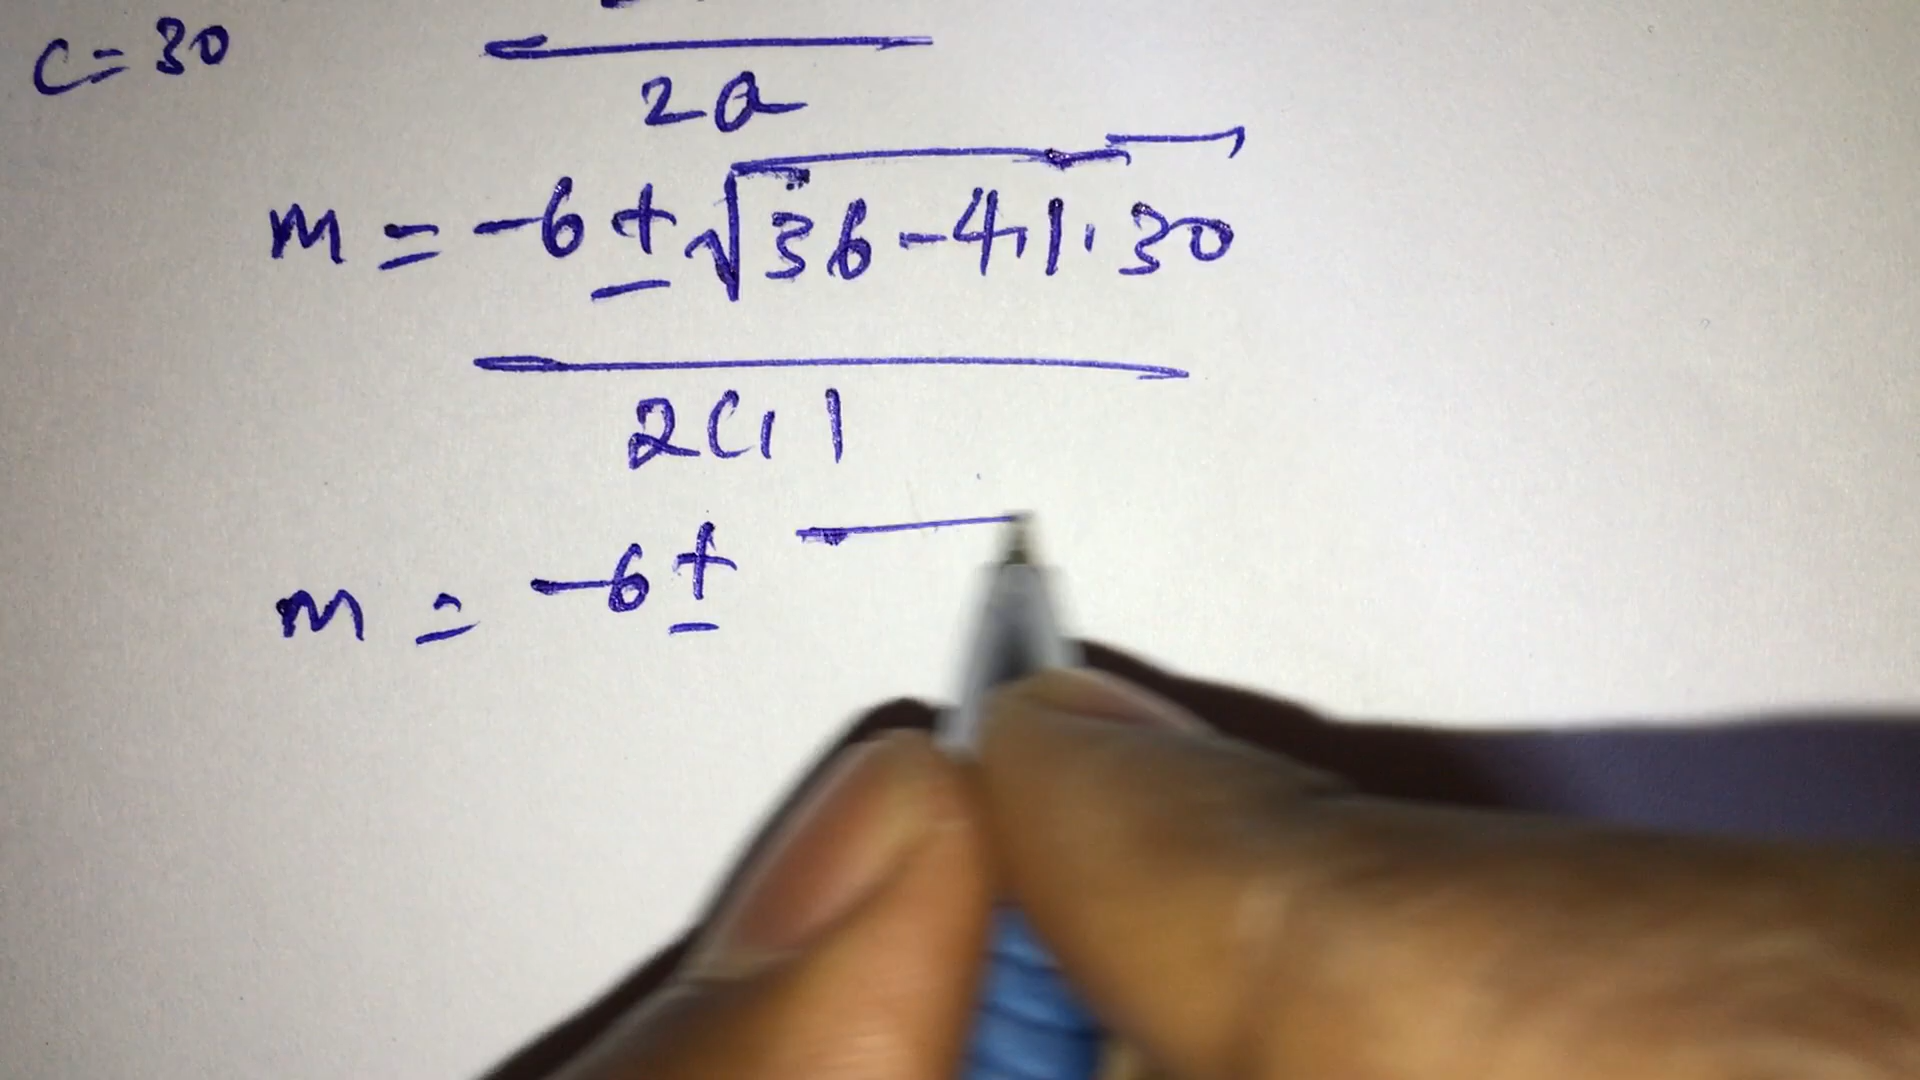 c = 30
2a
m = -6 ± √36-4.1.30
2(1)
m = -6 ±